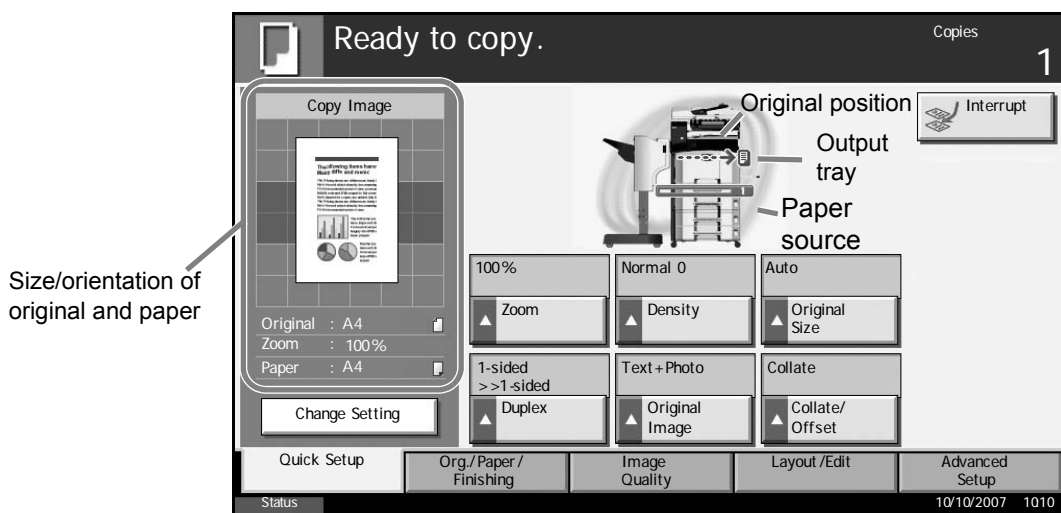 Ready to copy.
Copies
1
Copy Image
Original position
Interrupt
Output
tray
Paper
source
Size/orientation of
original and paper
100%
Normal 0
Auto
Zoom
Density
Original
Size
Original : A4
Zoom : 100%
Paper : A4
1-sided
>>1-sided
Text+Photo
Collate
Duplex
Original
Image
Collate/
Offset
Change Setting
Quick Setup
Org./Paper/
Finishing
Image
Quality
Layout/Edit
Advanced
Setup
Status
10/10/2007 1010